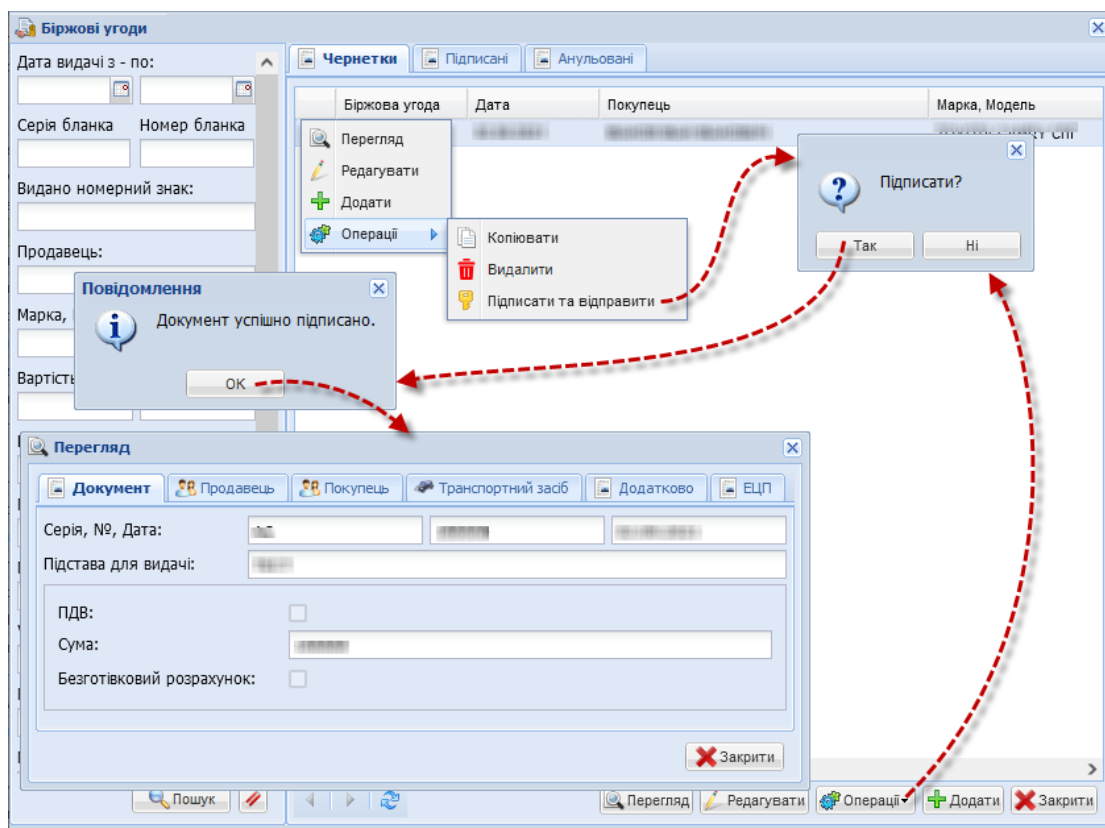 Біржові угоди
Дата видачі з - по:
Серія бланка Номер бланка
Видано номерний знак:
Продавець:
Марка,
Вартість
Пошук
Чернетки Підписані Анульовані
Біржова угода Дата Покупець Марка, Модель
Перегляд
Редагувати
Додати
Операції
Копіювати
Видалити
Підписати та відправити
Підписати?
Так Ні
Повідомлення
Документ успішно підписано.
OK
Перегляд
Документ Продавець Покупець Транспортний засіб Додатково ЕЦП
Серія, №, Дата:
Підстава для видачі:
ПДВ:
Сума:
Безготівковий розрахунок:
Закрити
Перегляд Редагувати Операції Додати Закрити